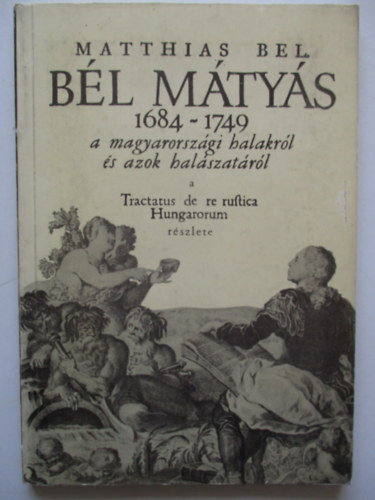 MATTHIAS BEL
BÉL MÁTYÁS
1684-1749
a magyarországi halakról
és azok halászatáról
a
Tractatus de re rustica
Hungarorum
részlete